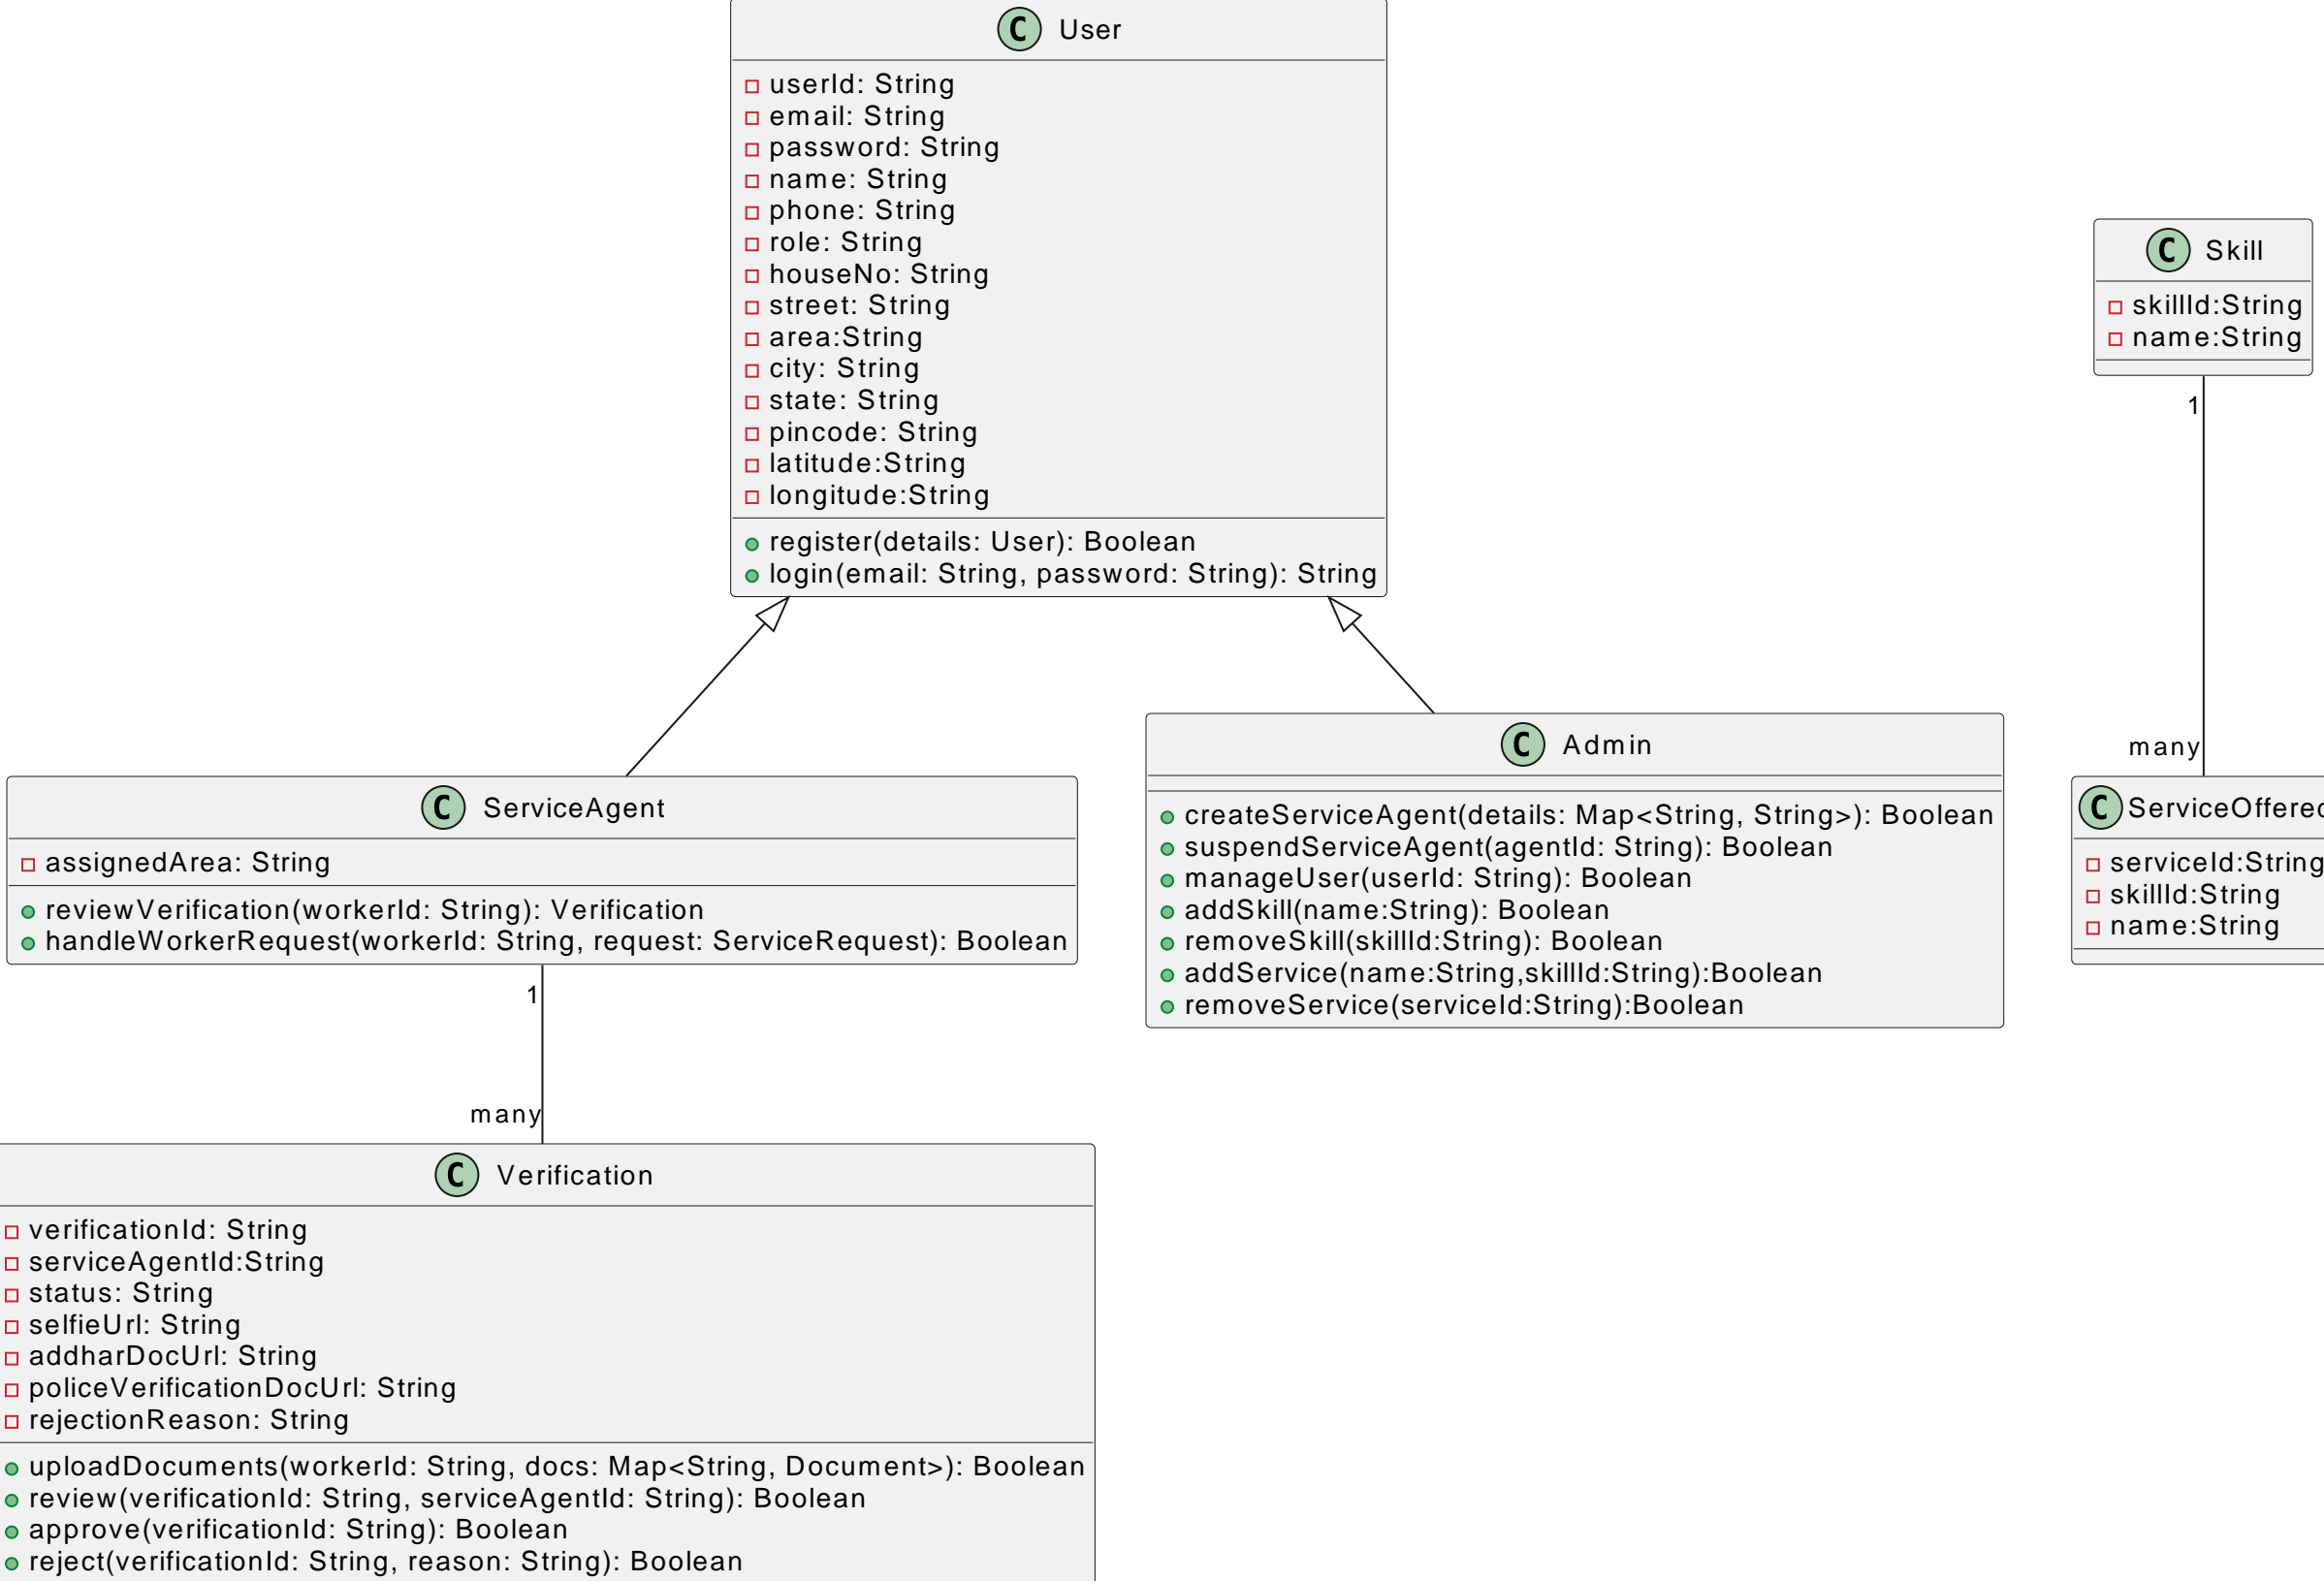 C User
userId: String
email: String
password: String
name: String
phone: String
role: String
houseNo: String
street: String
area:String
city: String
state: String
pincode: String
latitude:String
longitude:String
register(details: User): Boolean
login(email: String, password: String): String
C Skill
skillId:String
name:String
1
many
C ServiceAgent
assignedArea: String
reviewVerification(workerId: String): Verification
handleWorkerRequest(workerId: String, request: ServiceRequest): Boolean
C Admin
createServiceAgent(details: Map<String, String>): Boolean
suspendServiceAgent(agentId: String): Boolean
manageUser(userId: String): Boolean
addSkill(name:String): Boolean
removeSkill(skillId:String): Boolean
addService(name:String,skillId:String):Boolean
removeService(serviceId:String):Boolean
C ServiceOffered
serviceId:String
skillId:String
name:String
1
many
C Verification
verificationId: String
serviceAgentId:String
status: String
selfieUrl: String
addharDocUrl: String
policeVerificationDocUrl: String
rejectionReason: String
uploadDocuments(workerId: String, docs: Map<String, Document>): Boolean
review(verificationId: String, serviceAgentId: String): Boolean
approve(verificationId: String): Boolean
reject(verificationId: String, reason: String): Boolean